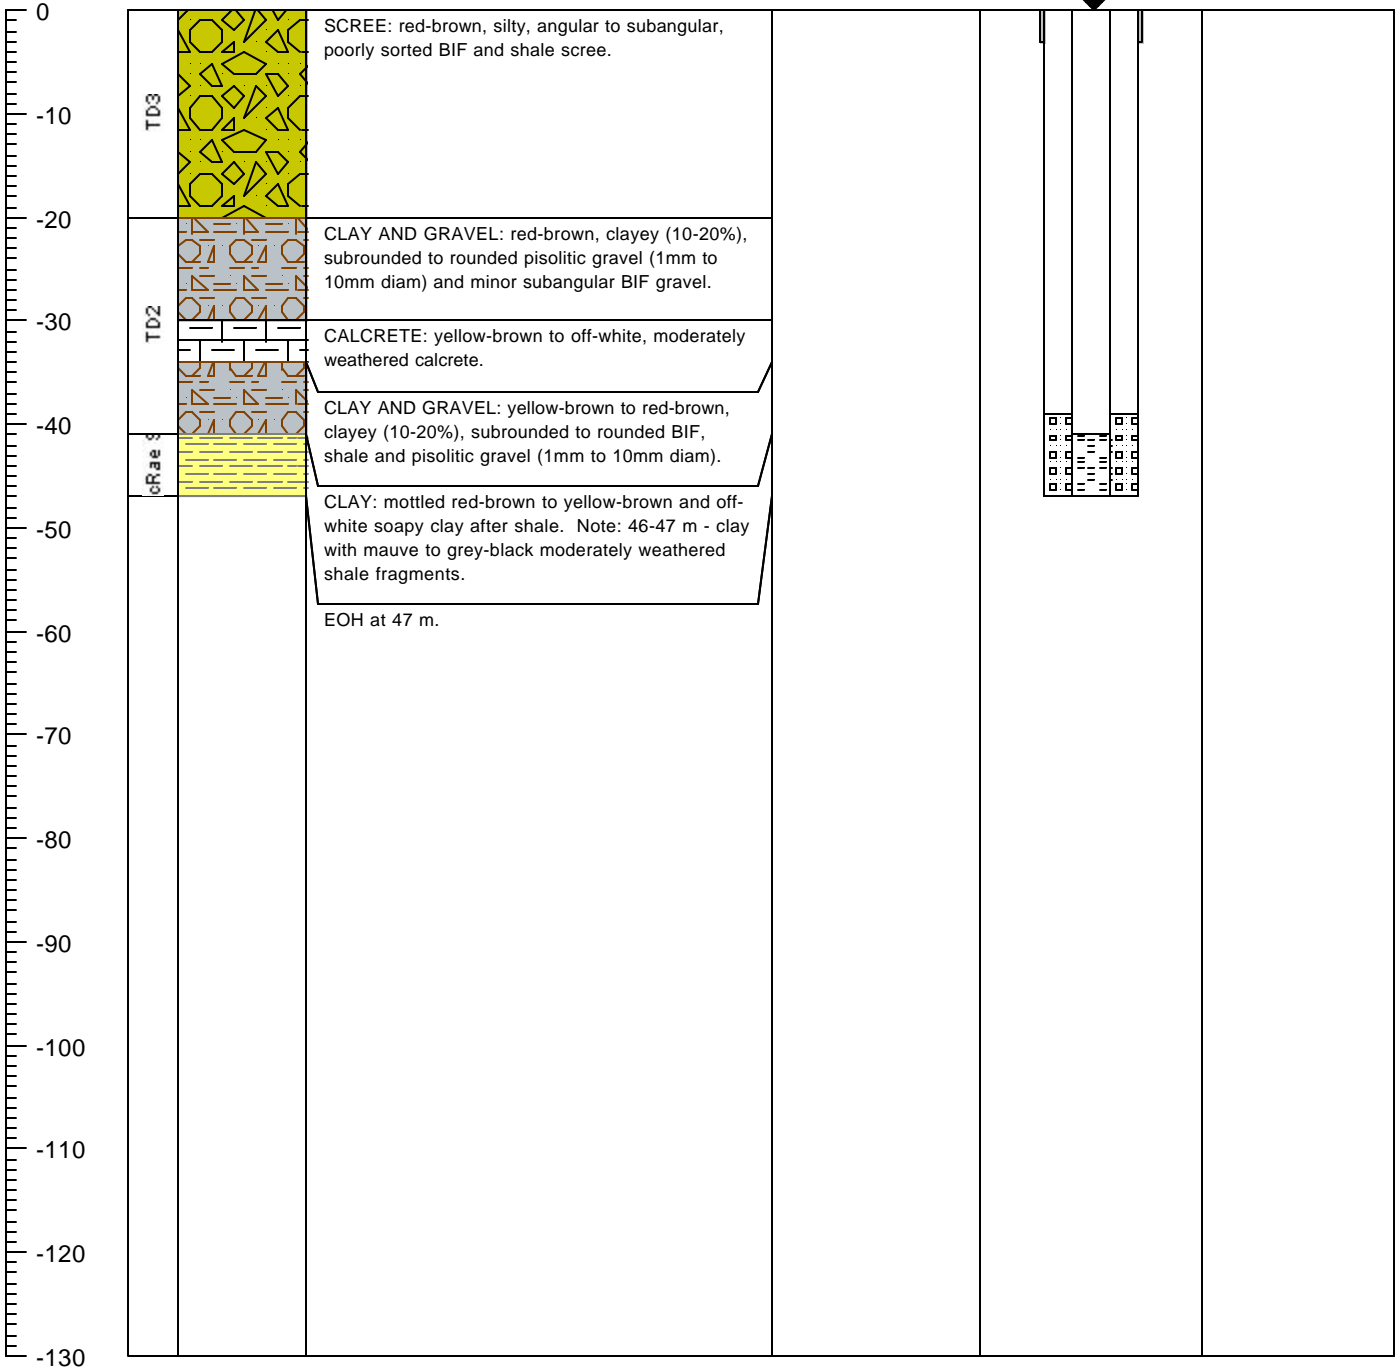 0
-10
-20
-30
-40
-50
-60
-70
-80
-90
-100
-110
-120
-130
TD3
TD2
cRae S
SCREE: red-brown, silty, angular to subangular,
poorly sorted BIF and shale scree.
CLAY AND GRAVEL: red-brown, clayey (10-20%),
subrounded to rounded pisolitic gravel (1mm to
10mm diam) and minor subangular BIF gravel.
CALCRETE: yellow-brown to off-white, moderately
weathered calcrete.
CLAY AND GRAVEL: yellow-brown to red-brown,
clayey (10-20%), subrounded to rounded BIF,
shale and pisolitic gravel (1mm to 10mm diam).
CLAY: mottled red-brown to yellow-brown and off-
white soapy clay after shale.  Note: 46-47 m - clay
with mauve to grey-black moderately weathered
shale fragments.
EOH at 47 m.